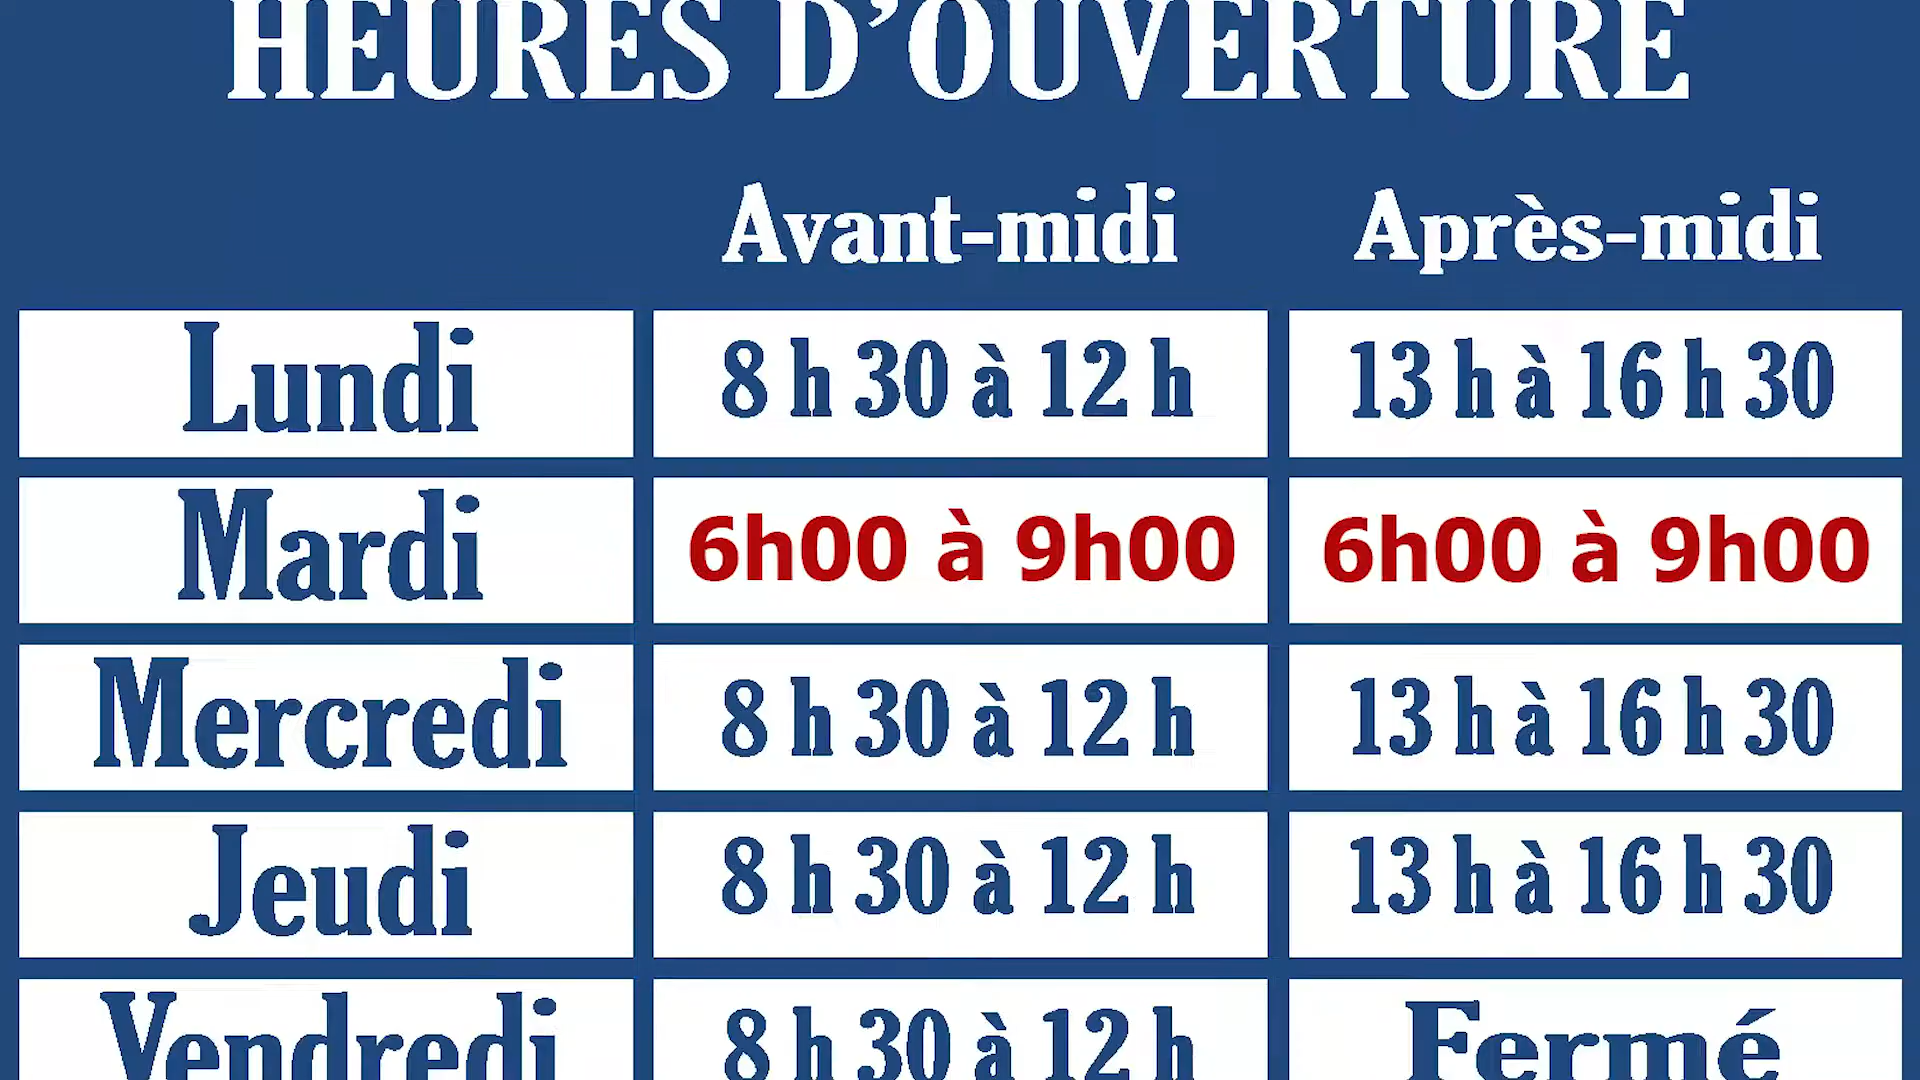 HEURES D’OUVERTURE
Avant-midi Après-midi
Lundi 8 h 30 à 12 h 13 h à 16 h 30
Mardi 6h00 à 9h00 6h00 à 9h00
Mercredi 8 h 30 à 12 h 13 h à 16 h 30
Jeudi 8 h 30 à 12 h 13 h à 16 h 30
Vendredi 8 h 30 à 12 h Fermé